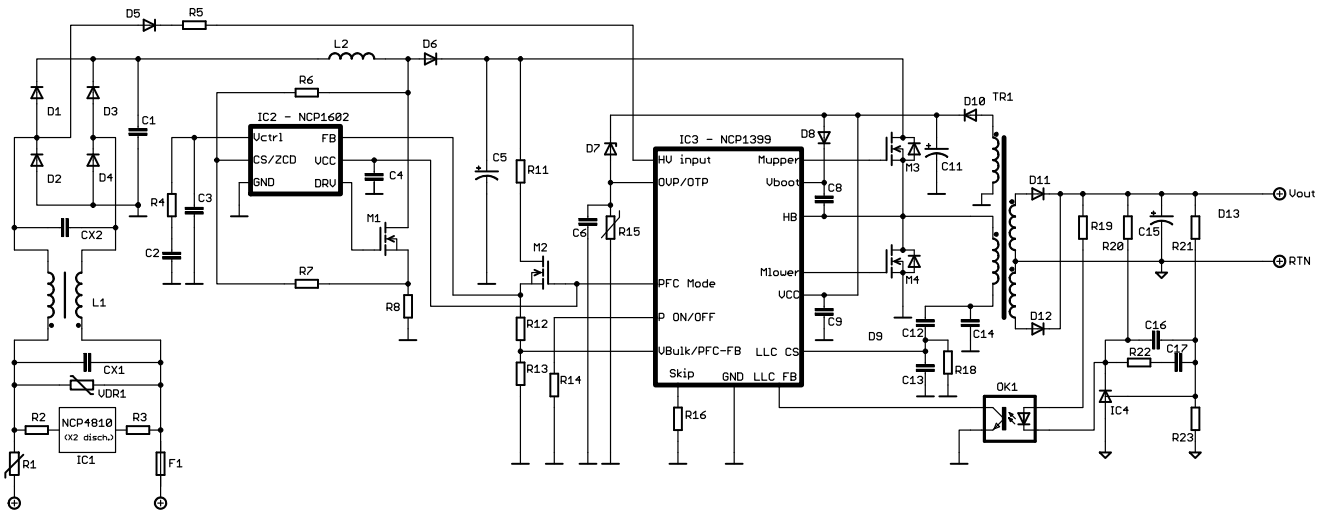 D5
R5
L2
D6
R6
D1
D3
C1
D2
D4
CX2
L1
CX1
VDR1
R2
NCP4810
(X2 disch.)
R3
IC1
R1
F1
IC2 - NCP1602
Vctrl
FB
CS/ZCD
VCC
GND
DRV
R4
C3
C2
C4
M1
R7
R8
C5
R11
M2
R12
R13
R14
D7
C6
R15
IC3 - NCP1399
HV input
Mupper
OVP/OTP
Vboot
HB
Mlower
PFC Mode
VCC
P ON/OFF
VBulk/PFC-FB
LLC CS
Skip
GND
LLC FB
R16
D8
C8
C9
D9
M3
M4
C11
D10
TR1
C12
C14
C13
R18
D11
D12
OK1
R19
R20
C15
R21
D13
Vout
RTN
C16
R22
C17
IC4
R23